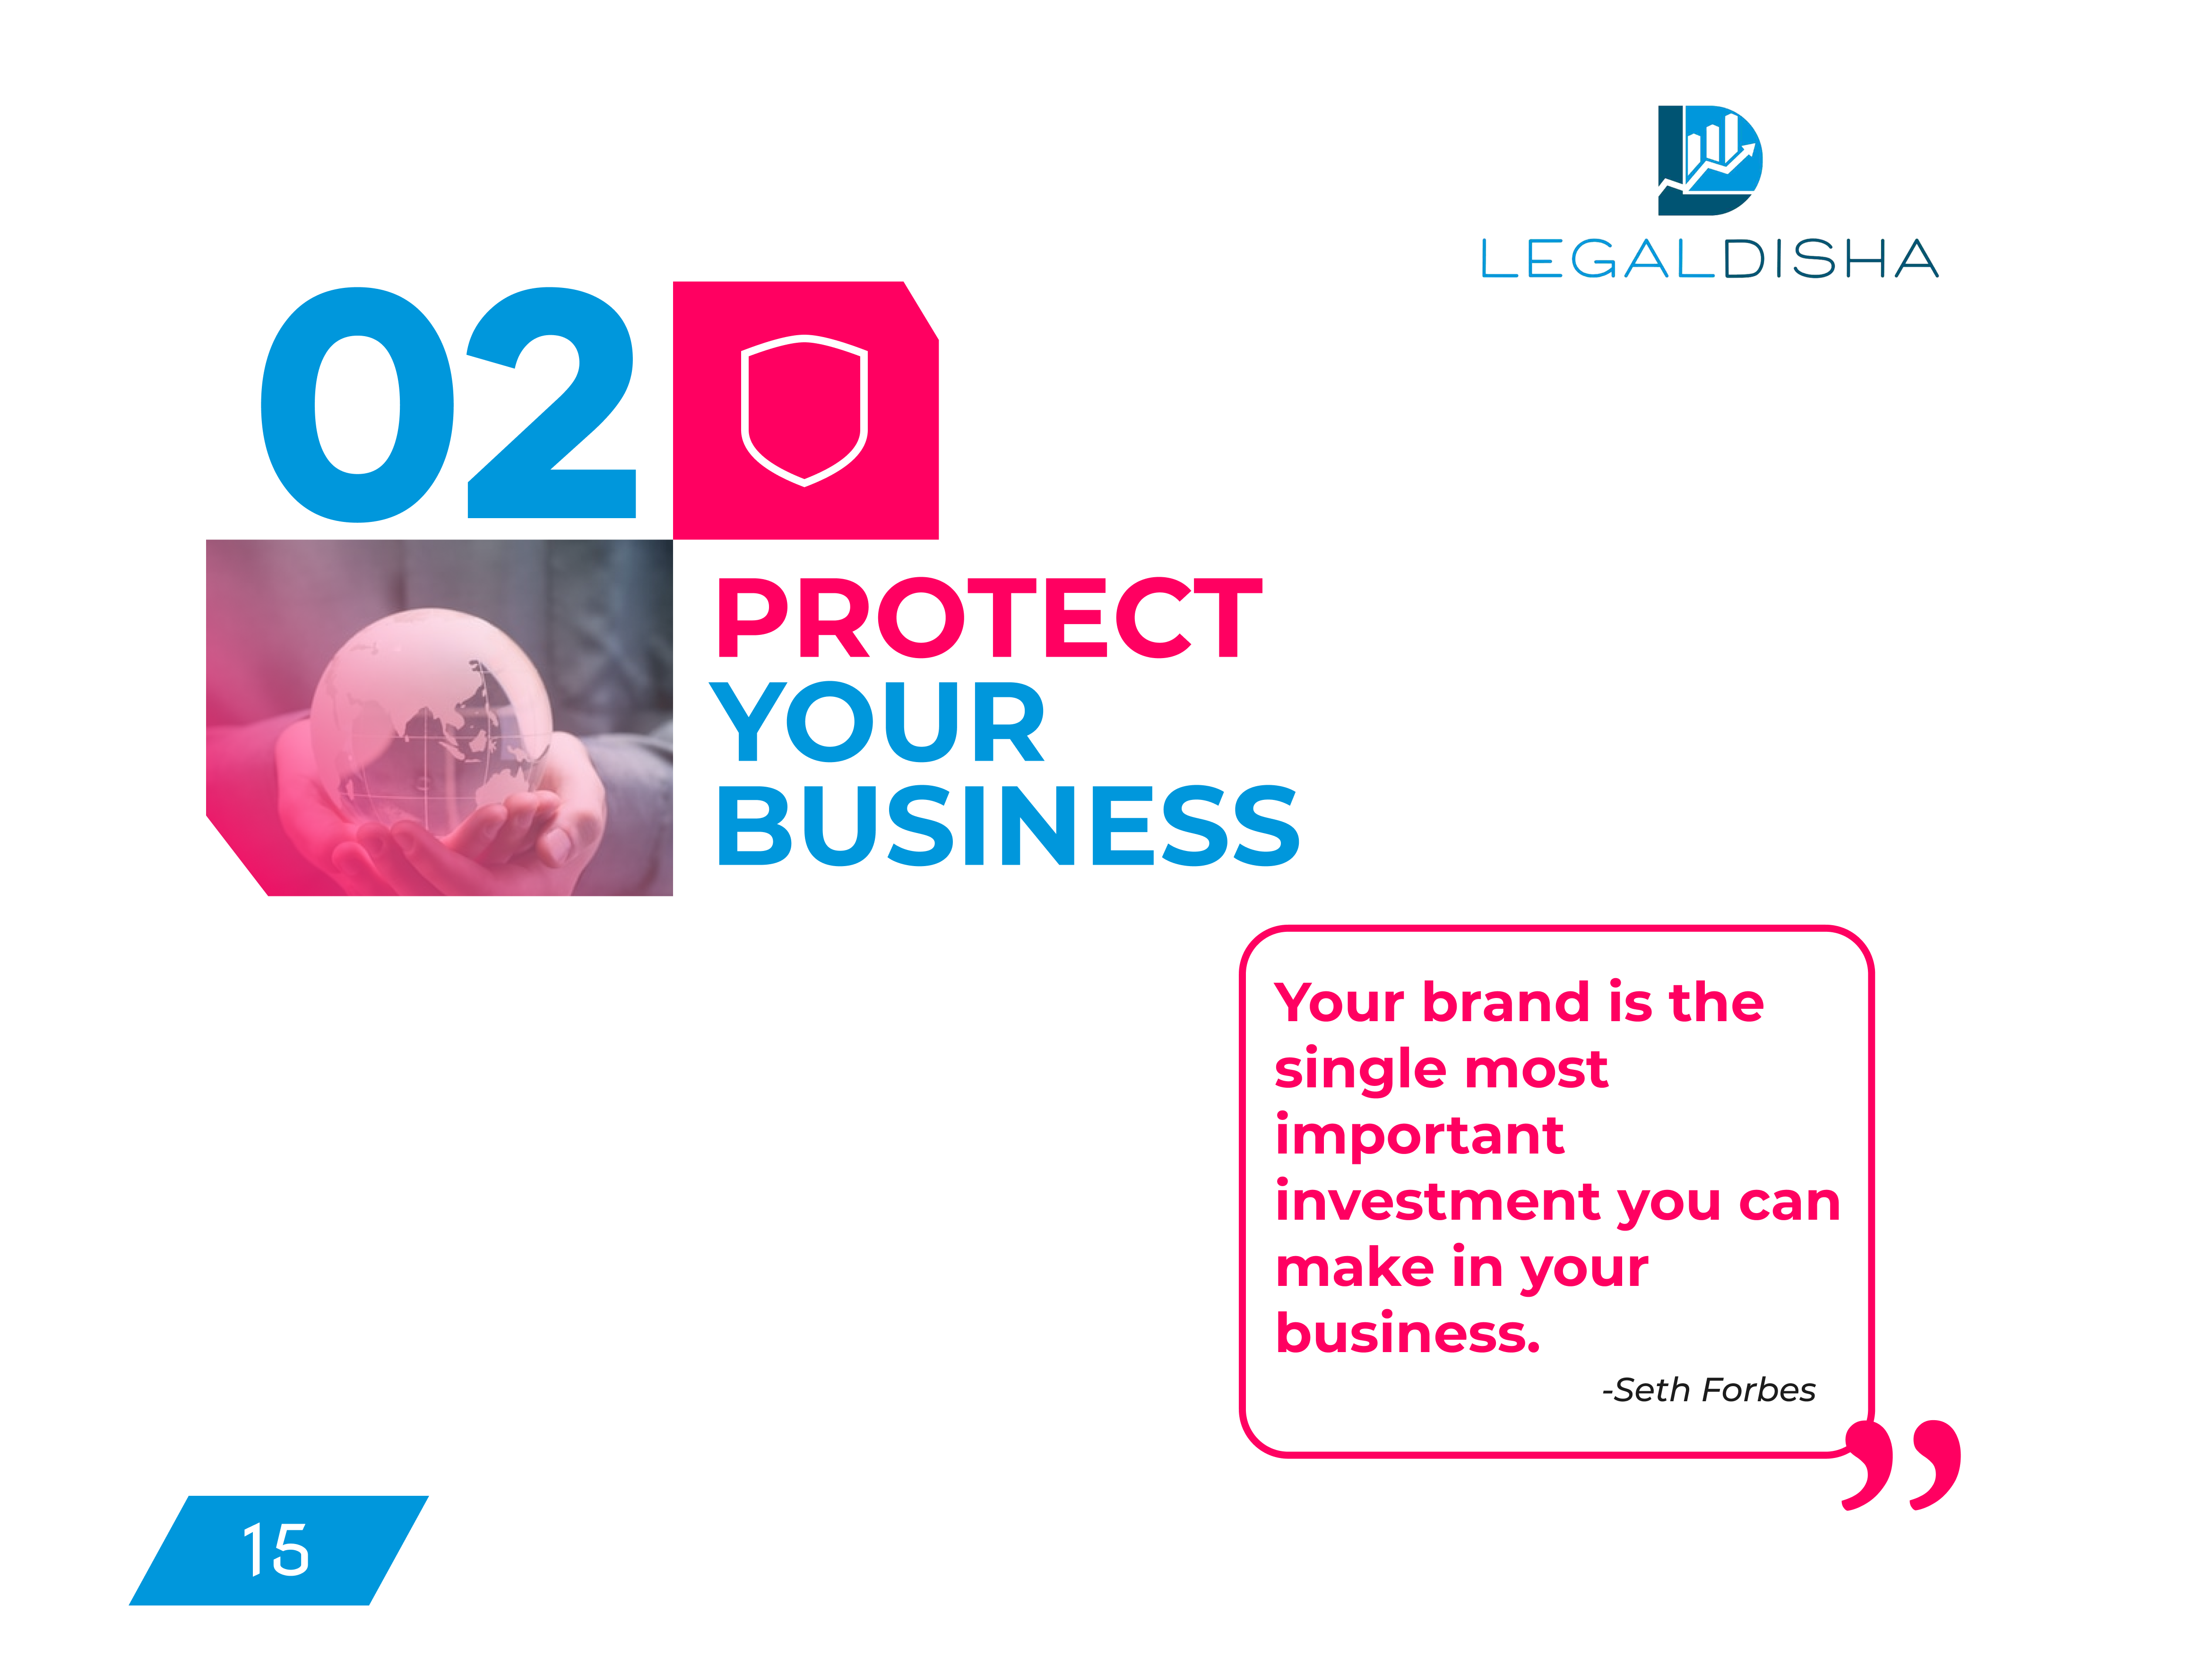 LEGALDISHA
02
PROTECT
YOUR
BUSINESS
Your brand is the
single most
important
investment you can
make in your
business.
-Seth Forbes
”
15